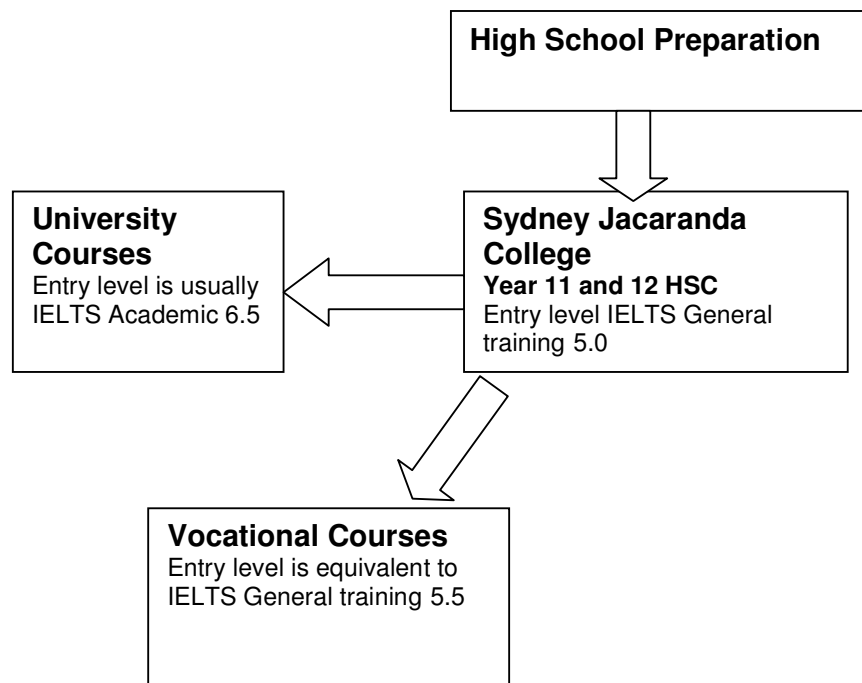 High School Preparation
University
Courses
Entry level is usually
IELTS Academic 6.5
Sydney Jacaranda
College
Year 11 and 12 HSC
Entry level IELTS General
training 5.0
Vocational Courses
Entry level is equivalent to
IELTS General training 5.5